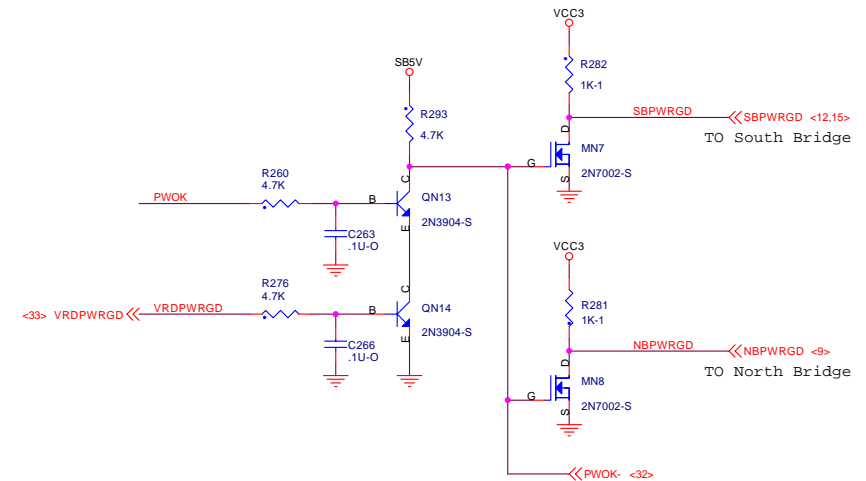 VCC3
R282
1K-1
SB5V
SBPWRGD
SBPWRGD <12,15>
TO South Bridge
R293
4.7K
D
MN7
G
S
2N7002-S
R260
4.7K
PWOK
C
B
QN13
2N3904-S
E
C263
.1U-O
VCC3
R281
1K-1
R276
4.7K
<33> VRDPWRGD
VRDPWRGD
C
B
QN14
2N3904-S
E
C266
.1U-O
NBPWRGD
NBPWRGD <9>
TO North Bridge
D
MN8
G
S
2N7002-S
PWOK- <32>